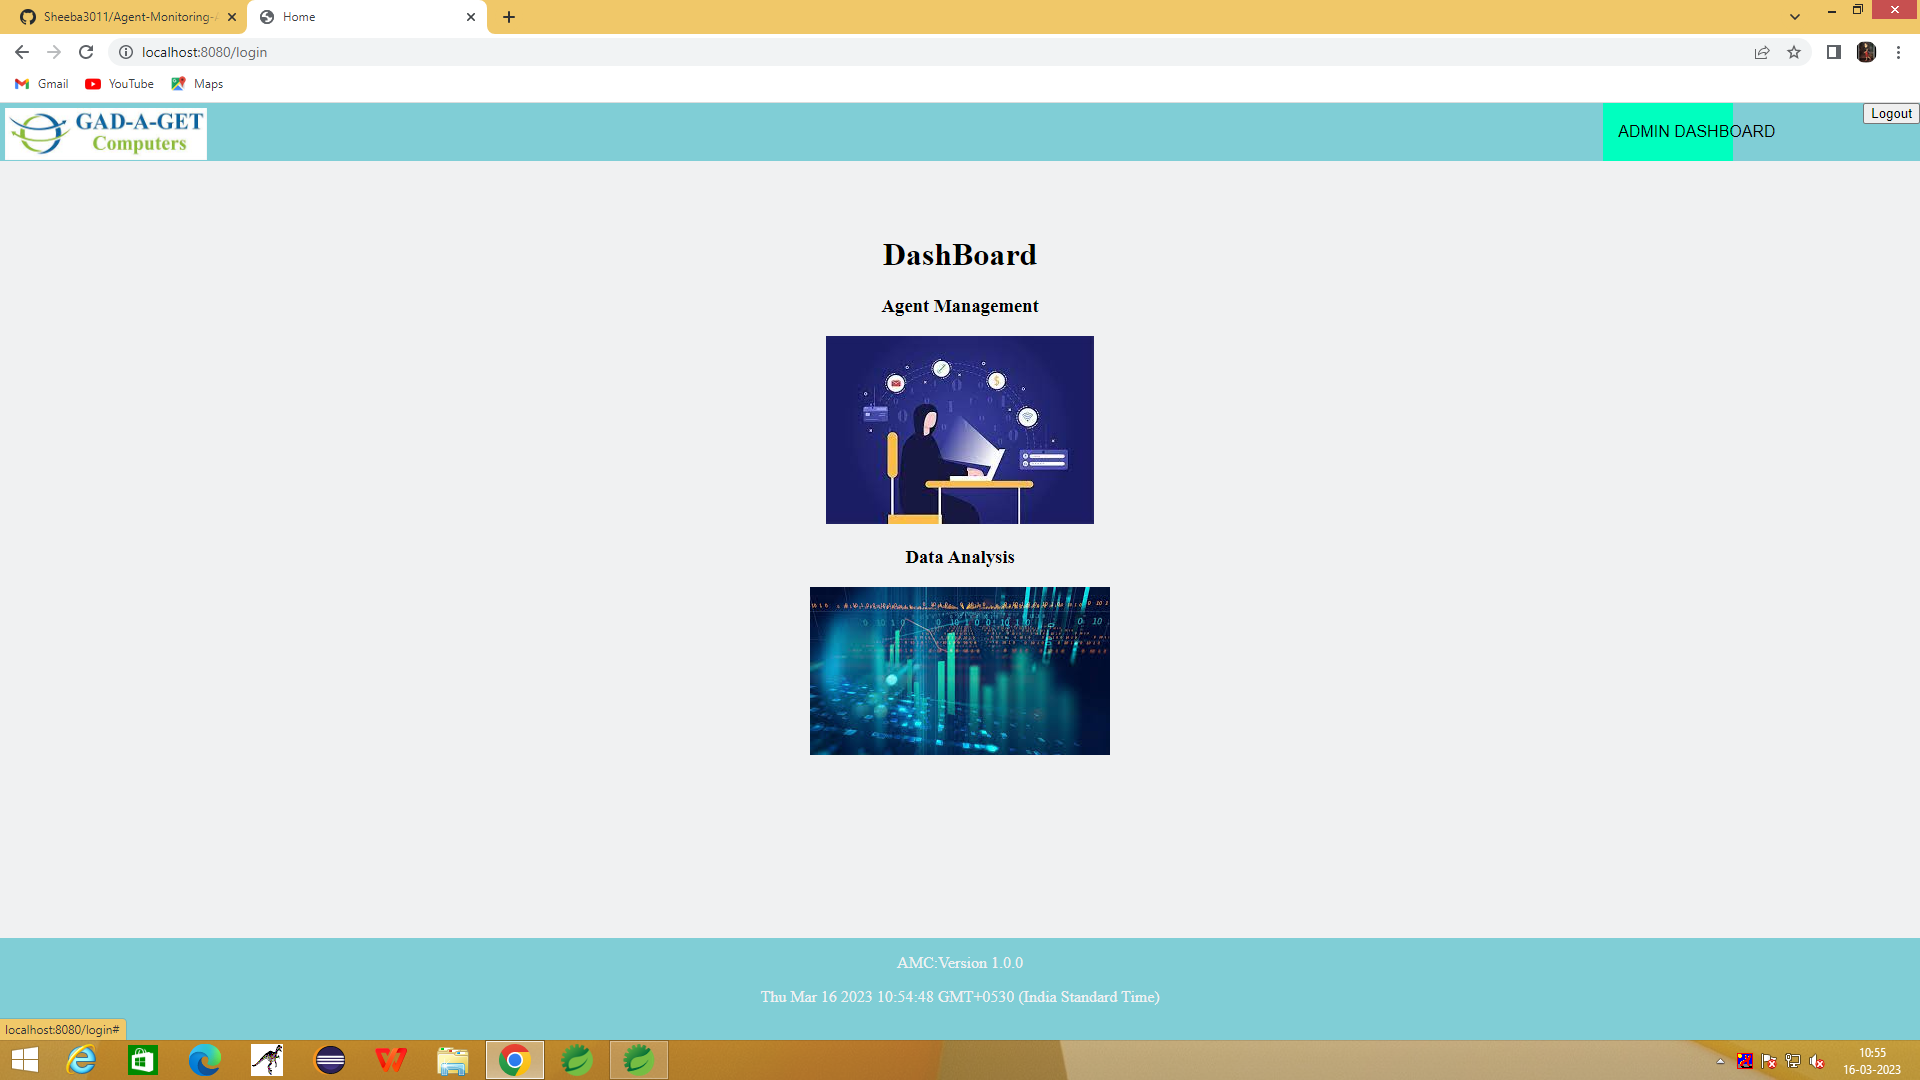 Sheeba3011/Agent-Monitoring-A
Home
localhost:8080/login
Gmail
YouTube
Maps
GAD-A-GET
Computers
ADMIN DASHBOARD
Logout
DashBoard
Agent Management
Data Analysis
AMC:Version 1.0.0
Thu Mar 16 2023 10:54:48 GMT+0530 (India Standard Time)
localhost:8080/login#
10:55
16-03-2023